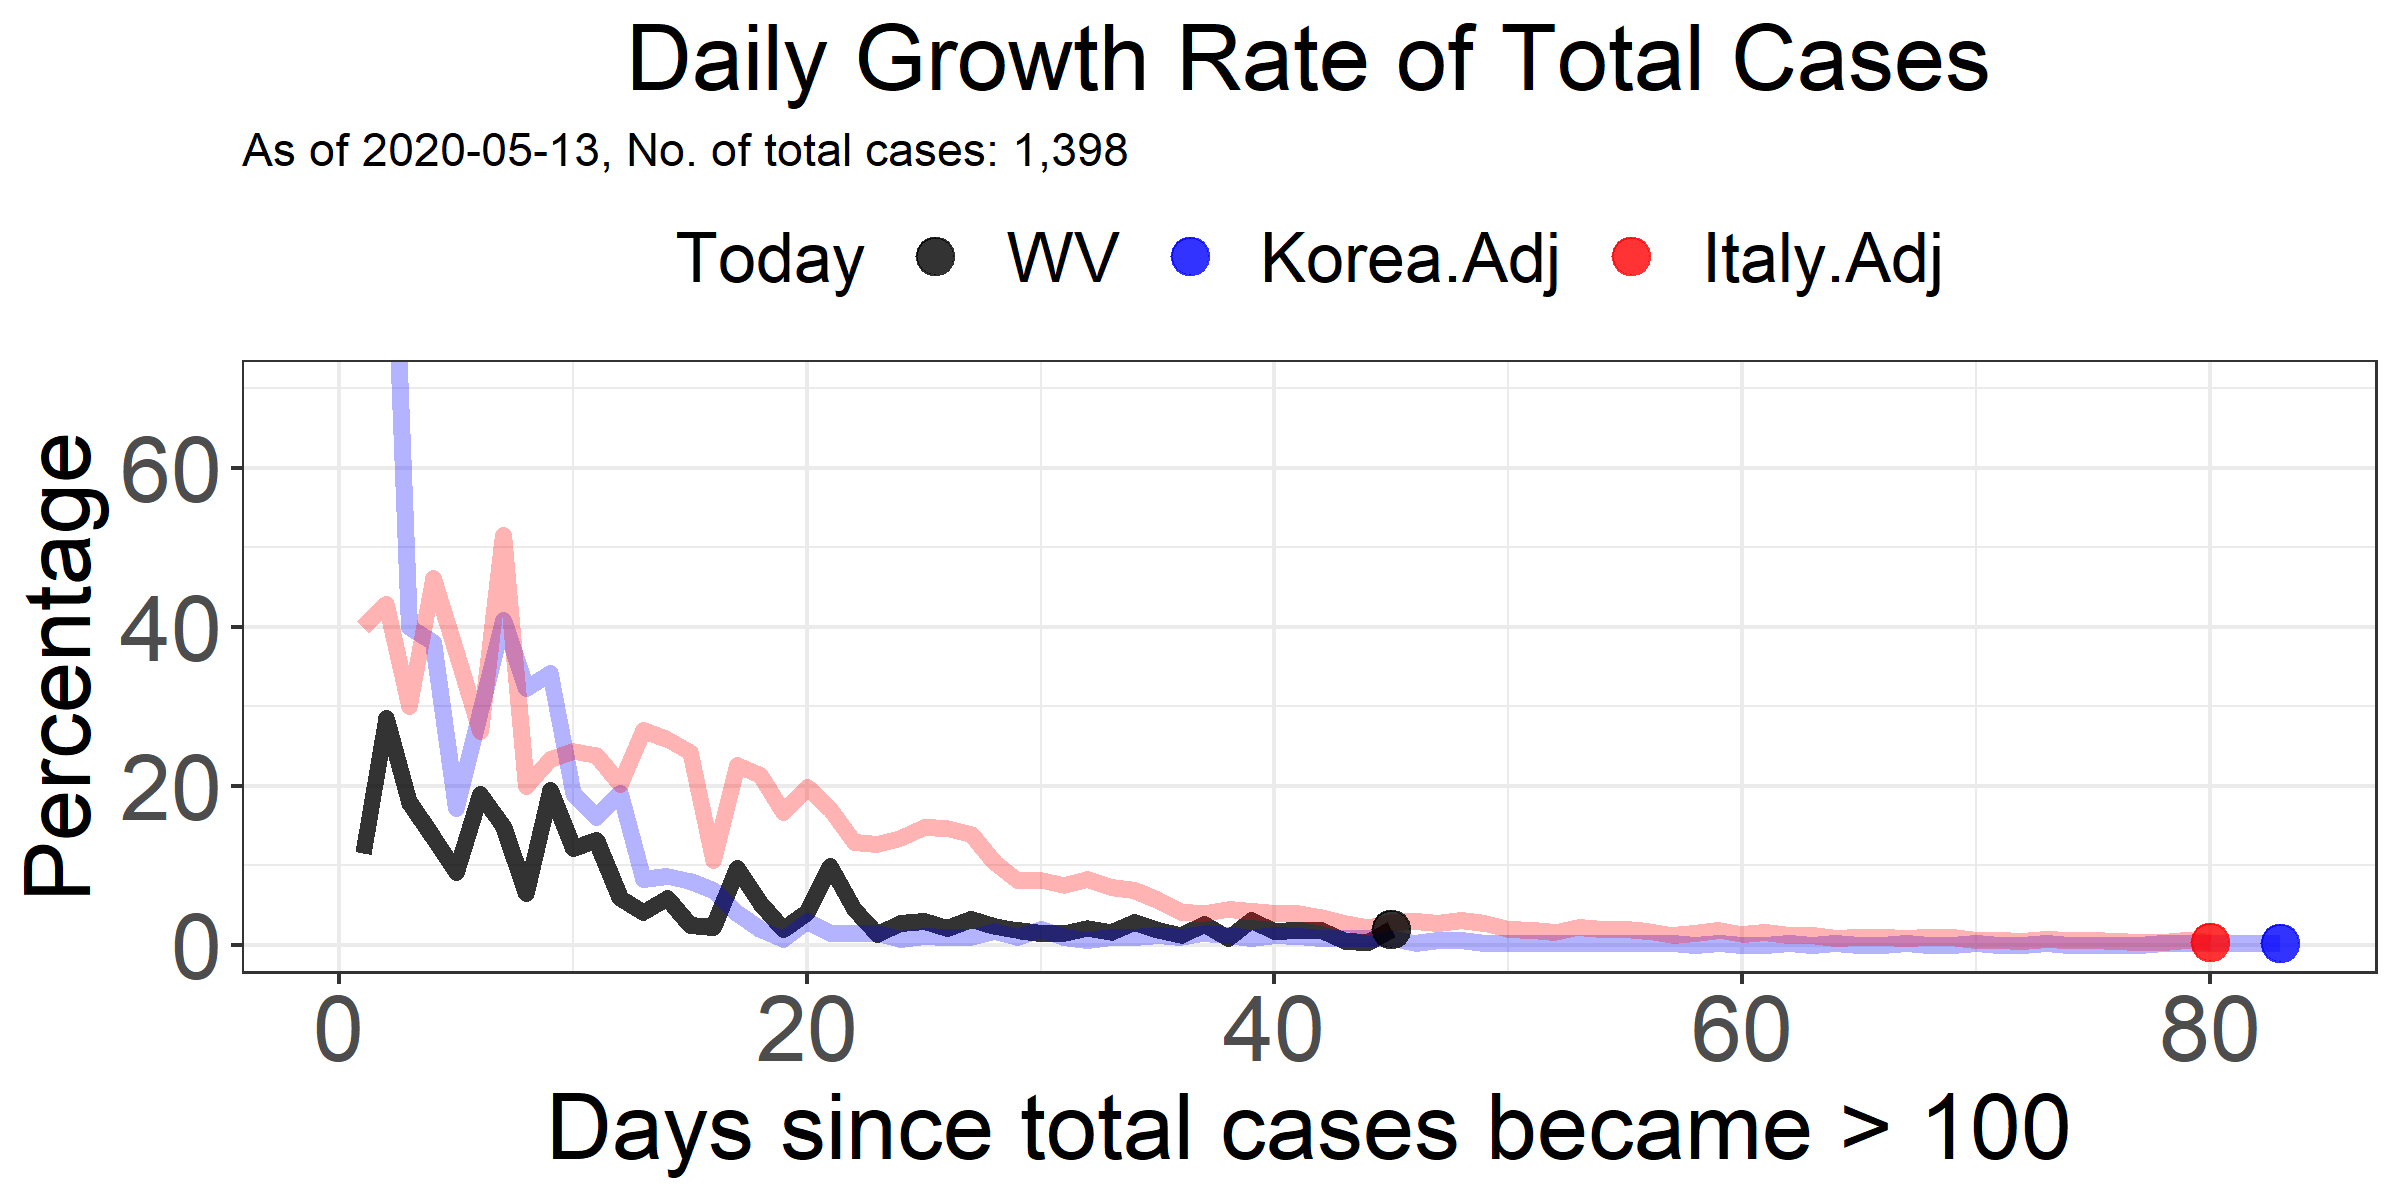 Daily Growth Rate of Total Cases
As of 2020-05-13, No. of total cases: 1,398
Today WV Korea.Adj Italy.Adj
Percentage
60
40
20
0
0 20 40 60 80
Days since total cases became > 100